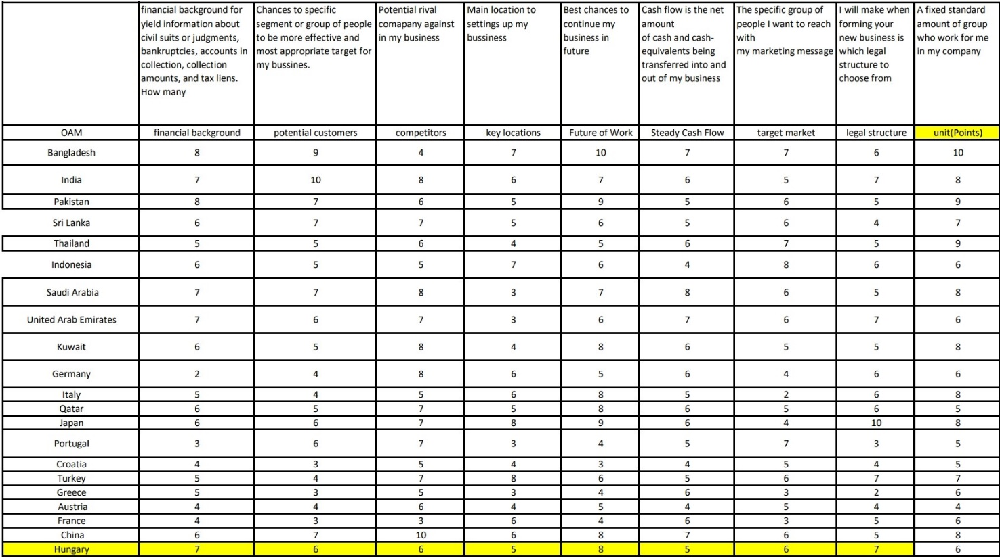 financial background for yield information about civil suits or judgments, bankruptcies, accounts in collection, collection amounts, and tax liens. How many
Chances to specific segment or group of people to be more effective and most appropriate target for my bussines.
Potential rival comapany against in my business
Main location to settings up my bussiness
Best chances to continue my business in future
Cash flow is the net amount of cash and cash-equivalents being transferred into and out of my business
The specific group of people I want to reach with my marketing message
I will make when forming your new business is which legal structure to choose from
A fixed standard amount of group who work for me in my company
OAM financial background potential customers competitors key locations Future of Work Steady Cash Flow target market legal structure unit(Points)
Bangladesh 8 9 4 7 10 7 7 6 10
India 7 10 8 6 7 6 5 7 8
Pakistan 8 7 6 5 9 5 6 5 9
Sri Lanka 6 7 7 5 6 5 6 4 7
Thailand 5 5 6 4 5 6 7 5 9
Indonesia 6 5 5 7 6 4 8 6 6
Saudi Arabia 7 7 8 3 7 8 6 5 8
United Arab Emirates 7 6 7 3 6 7 6 7 6
Kuwait 6 5 8 4 8 6 5 5 8
Germany 2 4 8 6 5 6 4 6 6
Italy 5 4 5 6 8 5 2 6 8
Qatar 6 5 7 5 8 6 5 6 5
Japan 6 6 7 8 9 6 4 10 8
Portugal 3 6 7 3 4 5 7 3 5
Croatia 4 3 5 4 3 4 5 4 5
Turkey 5 4 7 8 6 5 6 7 7
Greece 5 3 5 3 4 6 3 2 6
Austria 4 4 6 4 5 4 5 4 4
France 4 3 3 6 4 6 3 5 6
China 6 7 10 6 8 7 6 5 8
Hungary 7 6 6 5 8 5 6 7 6